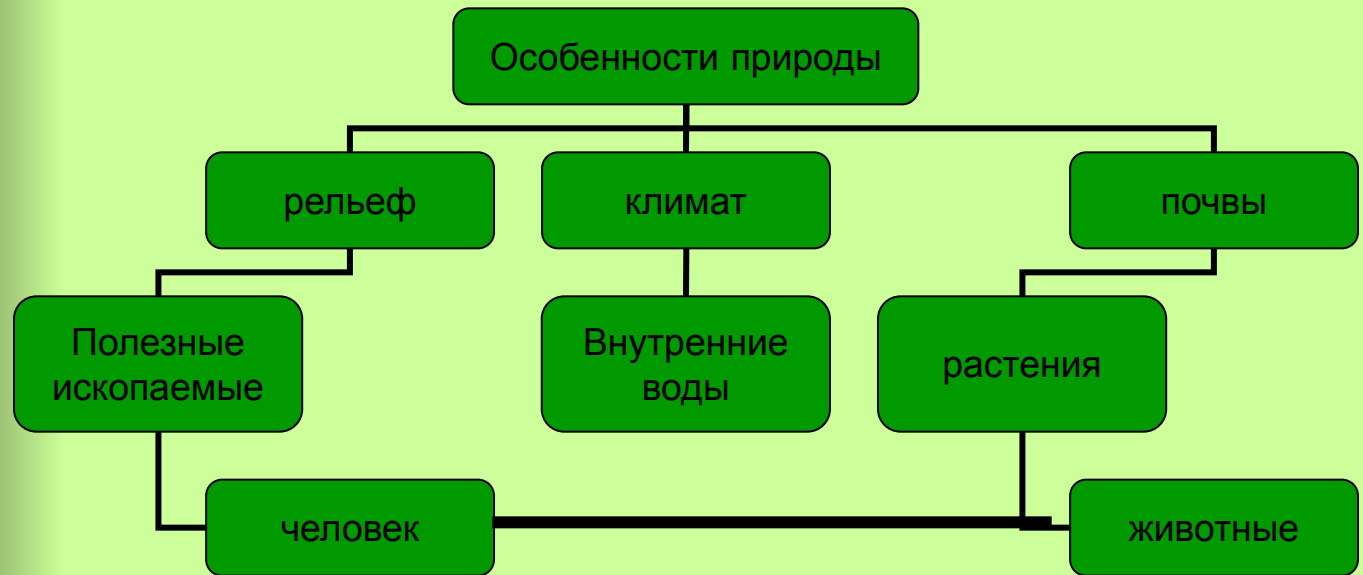 Особенности природы
рельеф
климат
почвы
Полезные
ископаемые
Внутренние
воды
растения
человек
животные